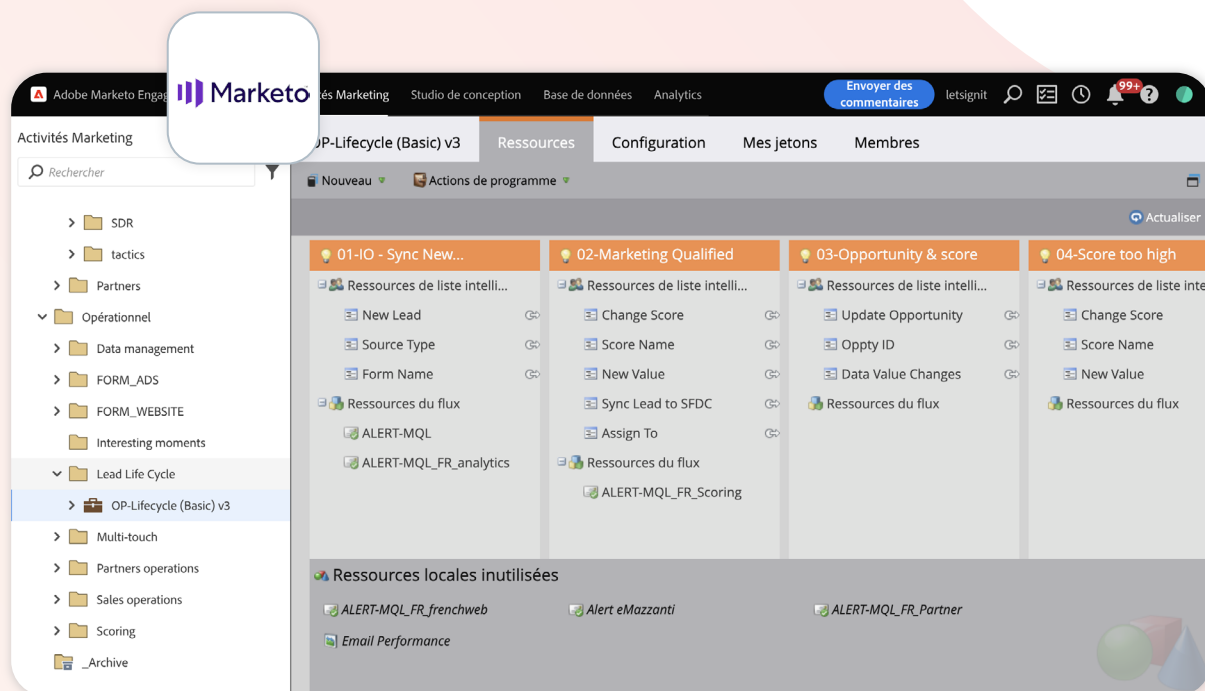 Marketo
Adobe Marketo Engag
és Marketing
Studio de conception
Base de données
Analytics
Envoyer des
commentaires
letsignit
99+
?
Activités Marketing
Rechercher
SDR
tactics
Partners
Opérationnel
Data management
FORM_ADS
FORM_WEBSITE
Interesting moments
Lead Life Cycle
OP-Lifecycle (Basic) v3
Multi-touch
Partners operations
Sales operations
Scoring
_Archive
OP-Lifecycle (Basic) v3
Ressources
Configuration
Mes jetons
Membres
Nouveau
Actions de programme
Actualiser
01-IO - Sync New...
Ressources de liste intelli...
New Lead
Source Type
Form Name
Ressources du flux
ALERT-MQL
ALERT-MQL_FR_analytics
02-Marketing Qualified
Ressources de liste intelli...
Change Score
Score Name
New Value
Sync Lead to SFDC
Assign To
Ressources du flux
ALERT-MQL_FR_Scoring
03-Opportunity & score
Ressources de liste intelli...
Update Opportunity
Oppty ID
Data Value Changes
Ressources du flux
04-Score too high
Ressources de liste inte
Change Score
Score Name
New Value
Ressources du flux
Ressources locales inutilisées
ALERT-MQL_FR_frenchweb
Alert eMazzanti
ALERT-MQL_FR_Partner
Email Performance